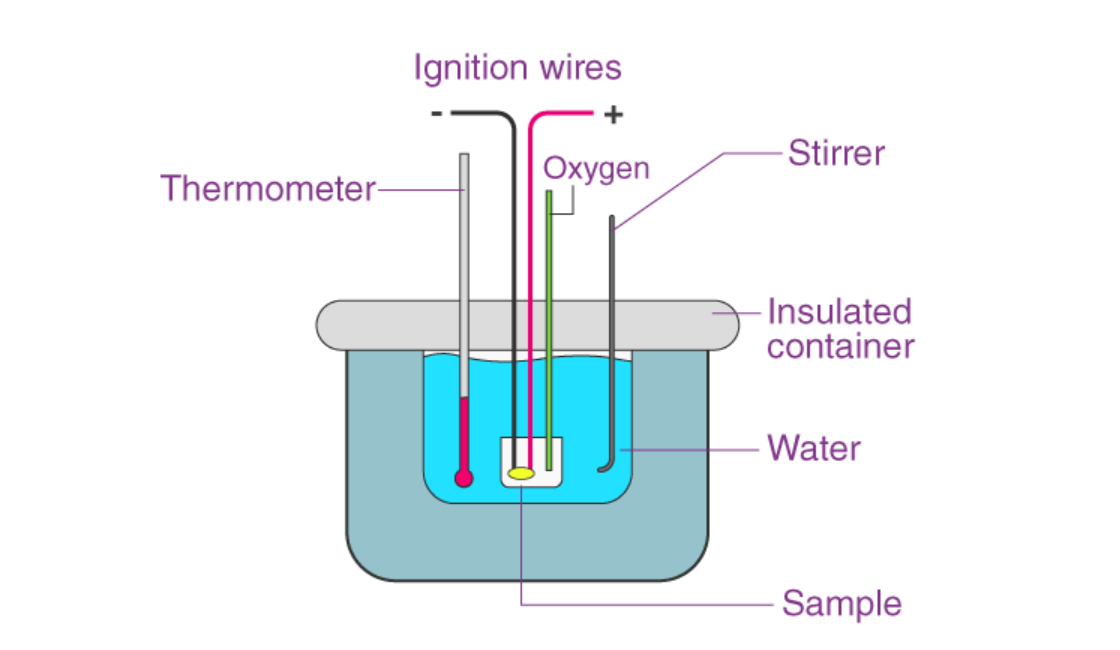 Ignition wires
- +
Oxygen
Stirrer
Thermometer
Insulated
container
Water
Sample